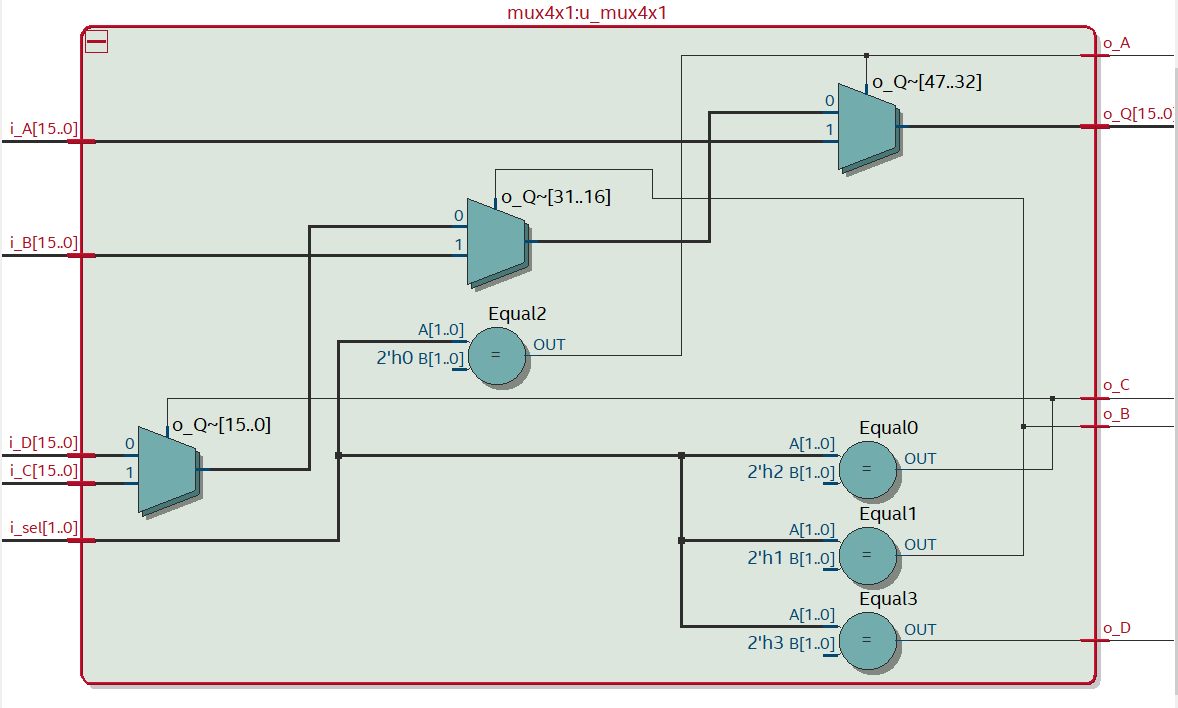 mux4x1:u_mux4x1
o_A
o_Q~[47..32]
0
1
i_A[15..0]
o_Q[15..0
o_Q~[31..16]
0
1
i_B[15..0]
Equal2
A[1..0]
2'h0 B[1..0]
OUT
o_C
o_B
o_Q~[15..0]
i_D[15..0]
0
i_C[15..0]
1
i_sel[1..0]
Equal0
A[1..0]
2'h2 B[1..0]
OUT
Equal1
A[1..0]
2'h1 B[1..0]
OUT
Equal3
A[1..0]
2'h3 B[1..0]
OUT
o_D
=
=
=
=